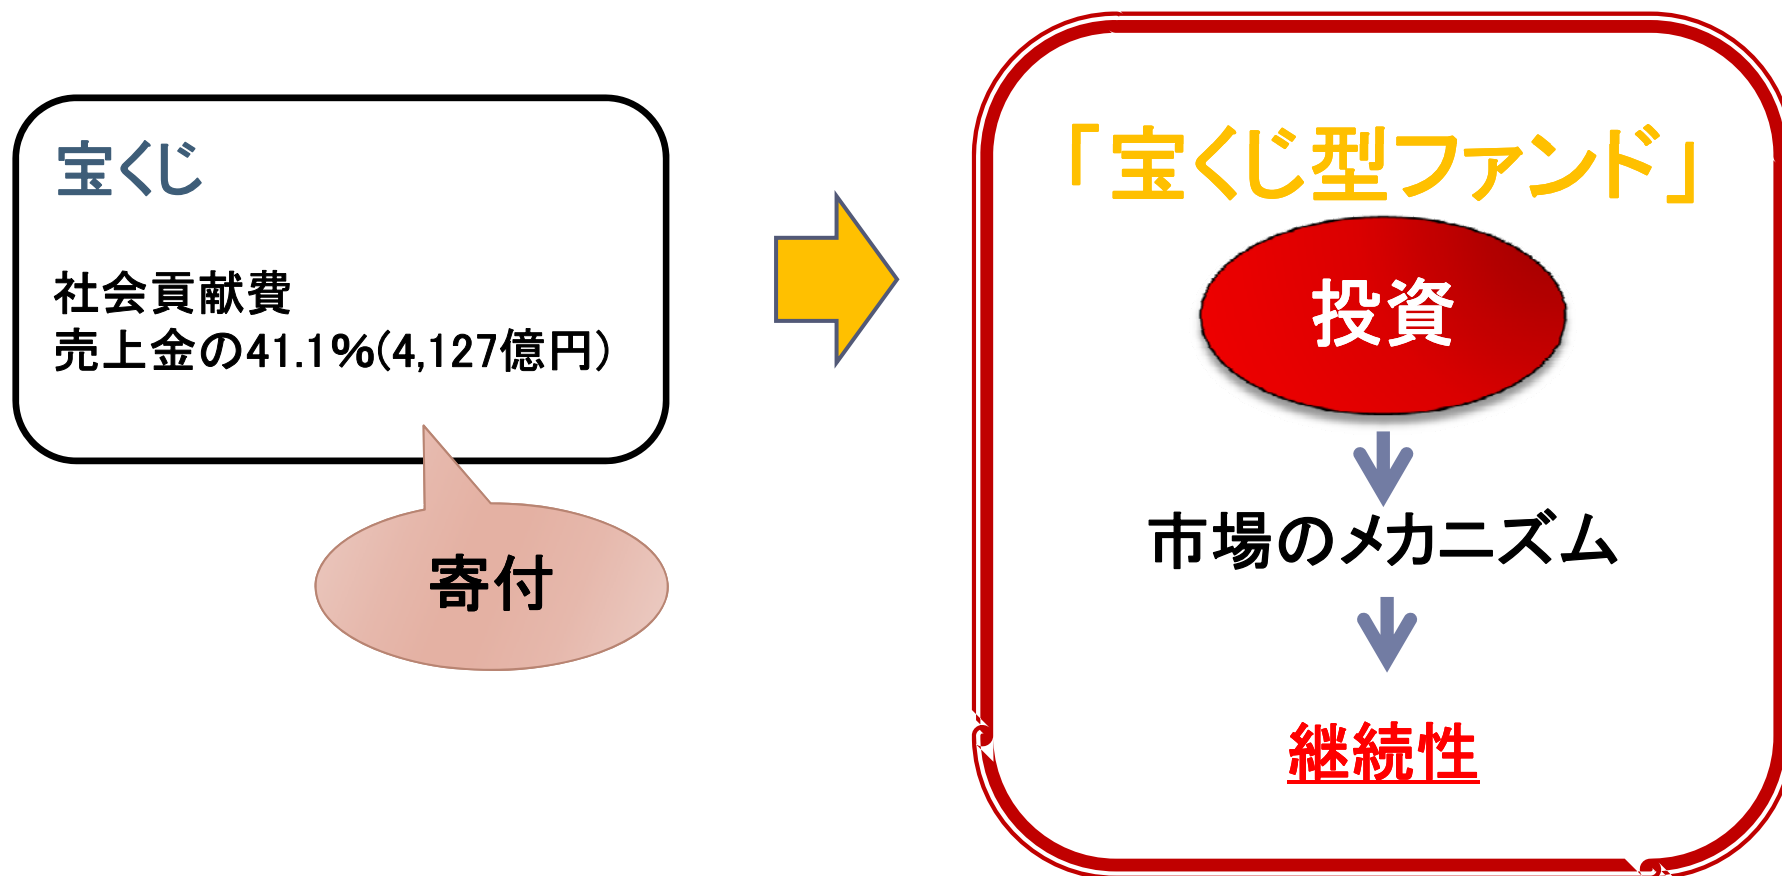 宝くじ
社会貢献費
売上金の41.1%(4,127億円)
寄付
「宝くじ型ファンド」
投資
市場のメカニズム
継続性